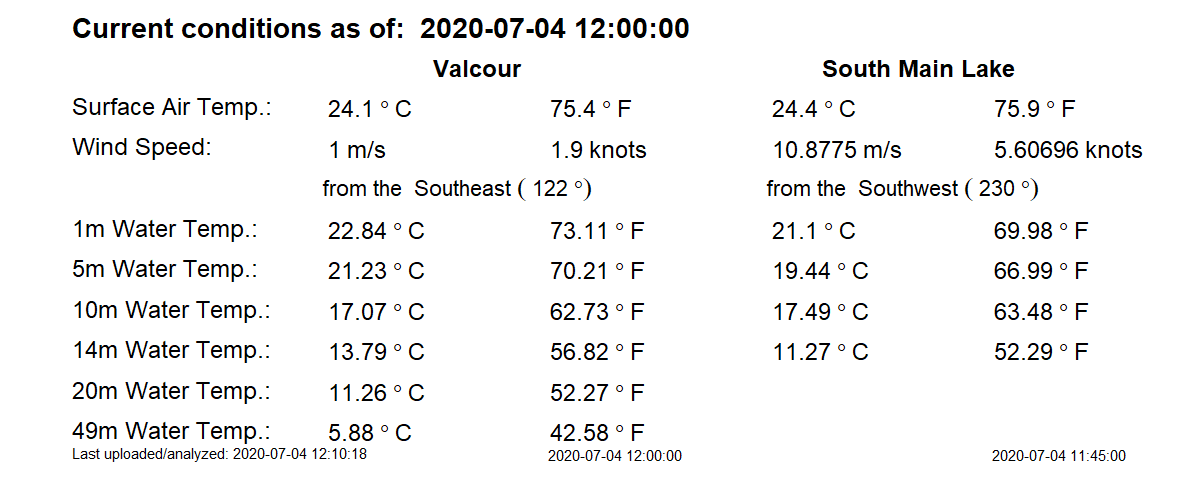 Current conditions as of:  2020-07-04 12:00:00
Valcour South Main Lake
Surface Air Temp.: 24.1 ° C 75.4 ° F 24.4 ° C 75.9 ° F
Wind Speed: 1 m/s 1.9 knots 10.8775 m/s 5.60696 knots
from the  Southeast ( 122 °) from the  Southwest ( 230 °)
1m Water Temp.: 22.84 ° C 73.11 ° F 21.1 ° C 69.98 ° F
5m Water Temp.: 21.23 ° C 70.21 ° F 19.44 ° C 66.99 ° F
10m Water Temp.: 17.07 ° C 62.73 ° F 17.49 ° C 63.48 ° F
14m Water Temp.: 13.79 ° C 56.82 ° F 11.27 ° C 52.29 ° F
20m Water Temp.: 11.26 ° C 52.27 ° F
49m Water Temp.: 5.88 ° C 42.58 ° F
Last uploaded/analyzed: 2020-07-04 12:10:18 2020-07-04 12:00:00 2020-07-04 11:45:00